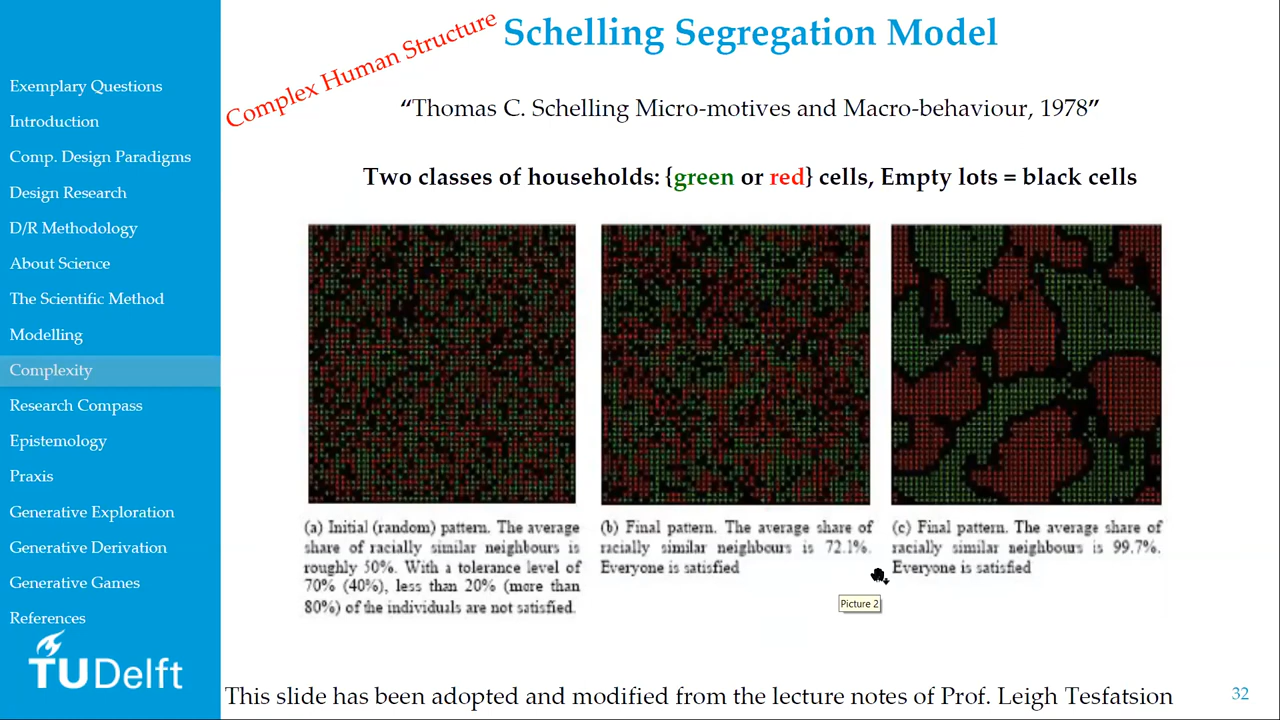 Complex Human Structure
Schelling Segregation Model
“Thomas C. Schelling Micro-motives and Macro-behaviour, 1978”
Two classes of households: {green or red} cells, Empty lots = black cells
Exemplary Questions
Introduction
Comp. Design Paradigms
Design Research
D/R Methodology
About Science
The Scientific Method
Modelling
Complexity
Research Compass
Epistemology
Praxis
Generative Exploration
Generative Derivation
Generative Games
References
TUDelft
(a) Initial (random) pattern. The average
share of racially similar neighbours is
roughly 50%. With a tolerance level of
70% (40%), less than 20% (more than
80%) of the individuals are not satisfied.
(b) Final pattern. The average share of
racially similar neighbours is 72.1%.
Everyone is satisfied
(c) Final pattern. The average share of
racially similar neighbours is 99.7%.
Everyone is satisfied
Picture 2
This slide has been adopted and modified from the lecture notes of Prof. Leigh Tesfatsion
32